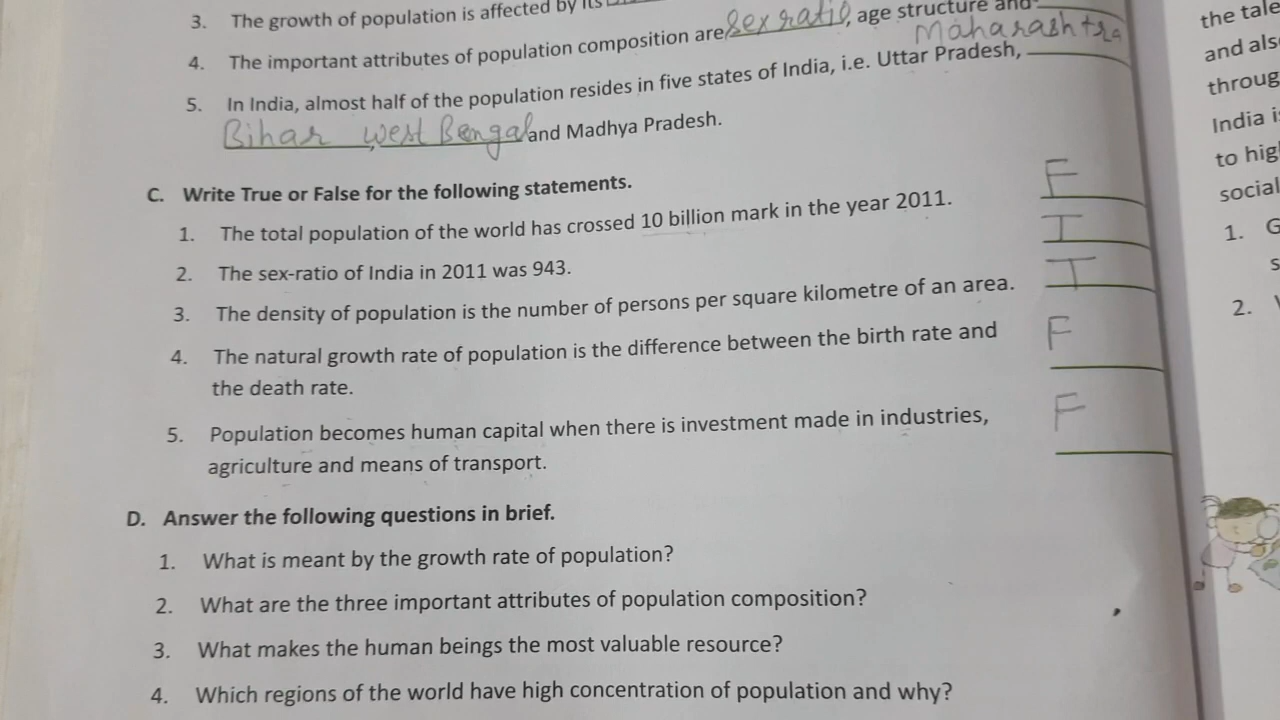 3. The growth of population is affected by its
4. The important attributes of population composition are sex ratio, age structure and
Maharashtra
5. In India, almost half of the population resides in five states of India, i.e. Uttar Pradesh,
Bihar, west Bengal and Madhya Pradesh.
C. Write True or False for the following statements.
1. The total population of the world has crossed 10 billion mark in the year 2011. F
2. The sex-ratio of India in 2011 was 943. T
3. The density of population is the number of persons per square kilometre of an area. T
4. The natural growth rate of population is the difference between the birth rate and F
the death rate.
5. Population becomes human capital when there is investment made in industries, F
agriculture and means of transport.
D. Answer the following questions in brief.
1. What is meant by the growth rate of population?
2. What are the three important attributes of population composition?
3. What makes the human beings the most valuable resource?
4. Which regions of the world have high concentration of population and why?
the tale
and als
throug
India i
to hig
social
1. G
s
2.